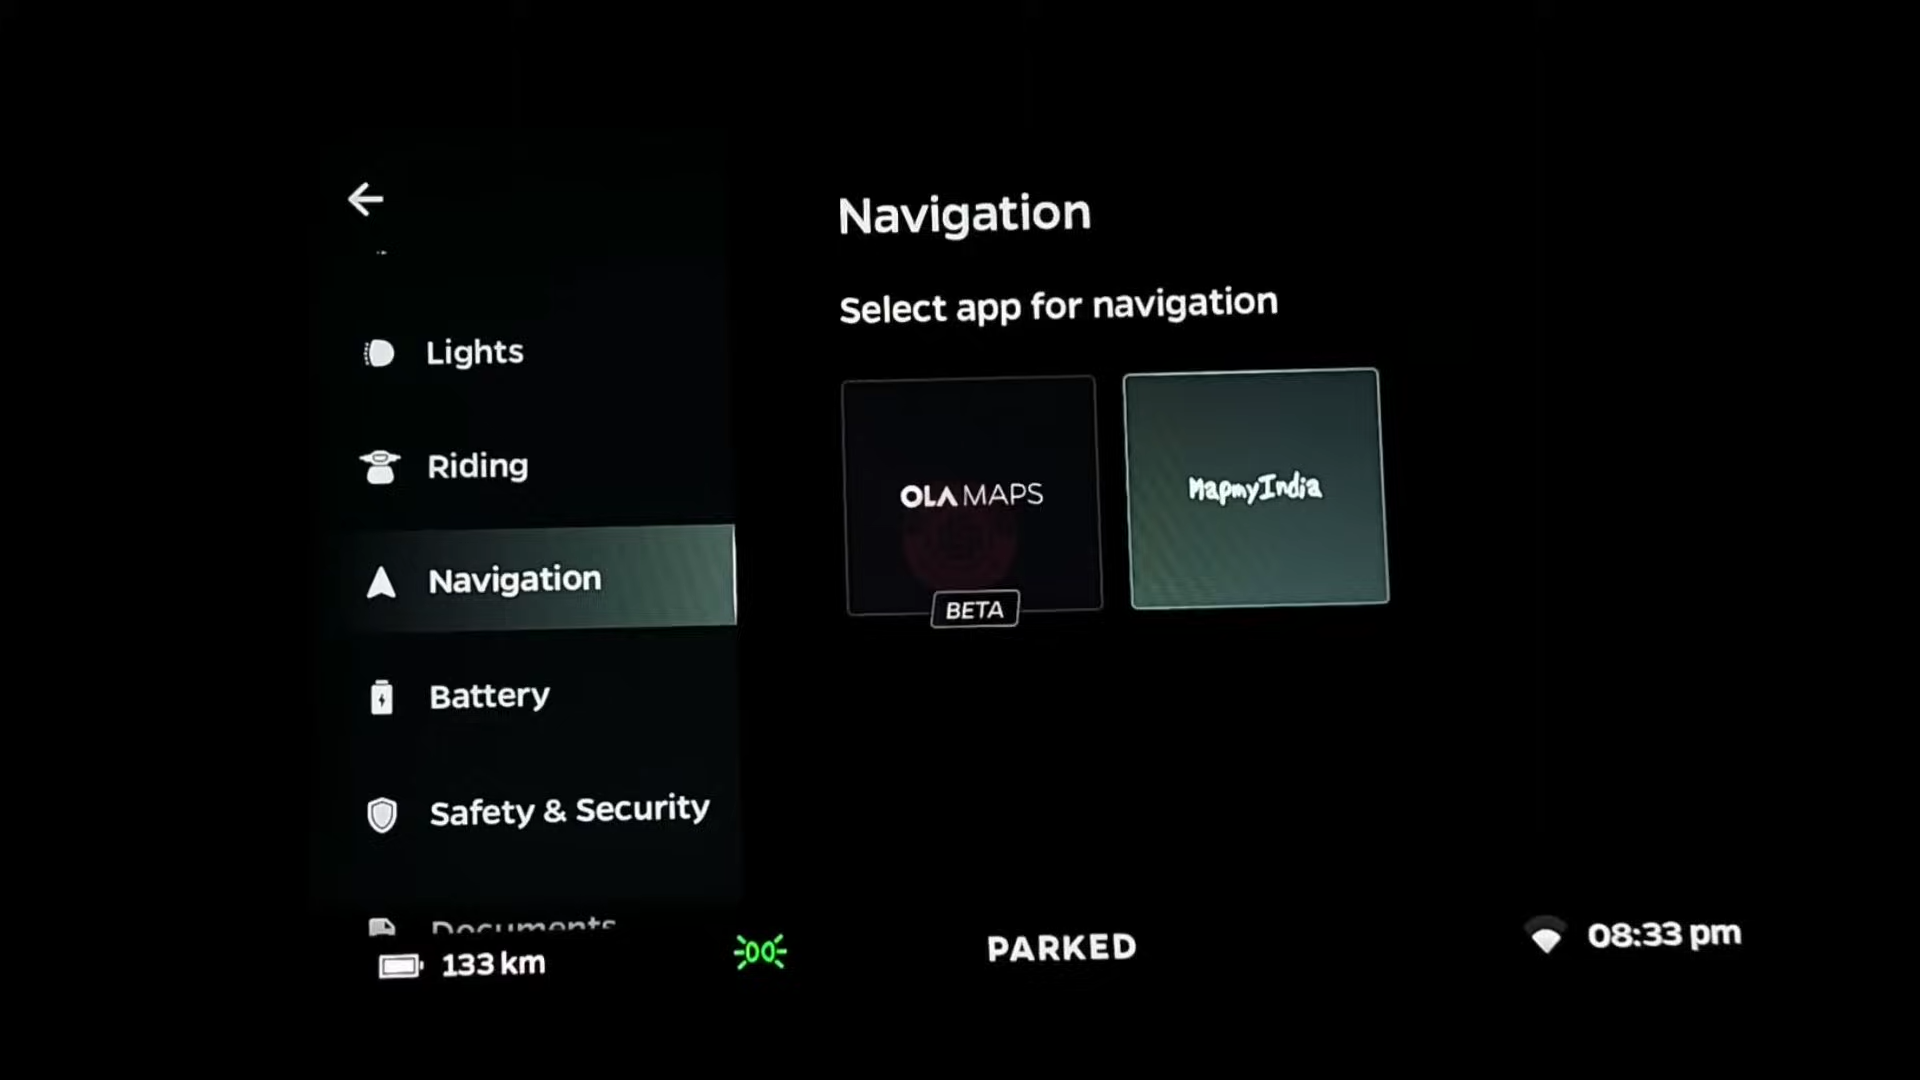 Navigation
Select app for navigation
Lights
Riding
Navigation
Battery
Safety & Security
Documents
OLA MAPS
BETA
MapmyIndia
133 km
PARKED
08:33 pm